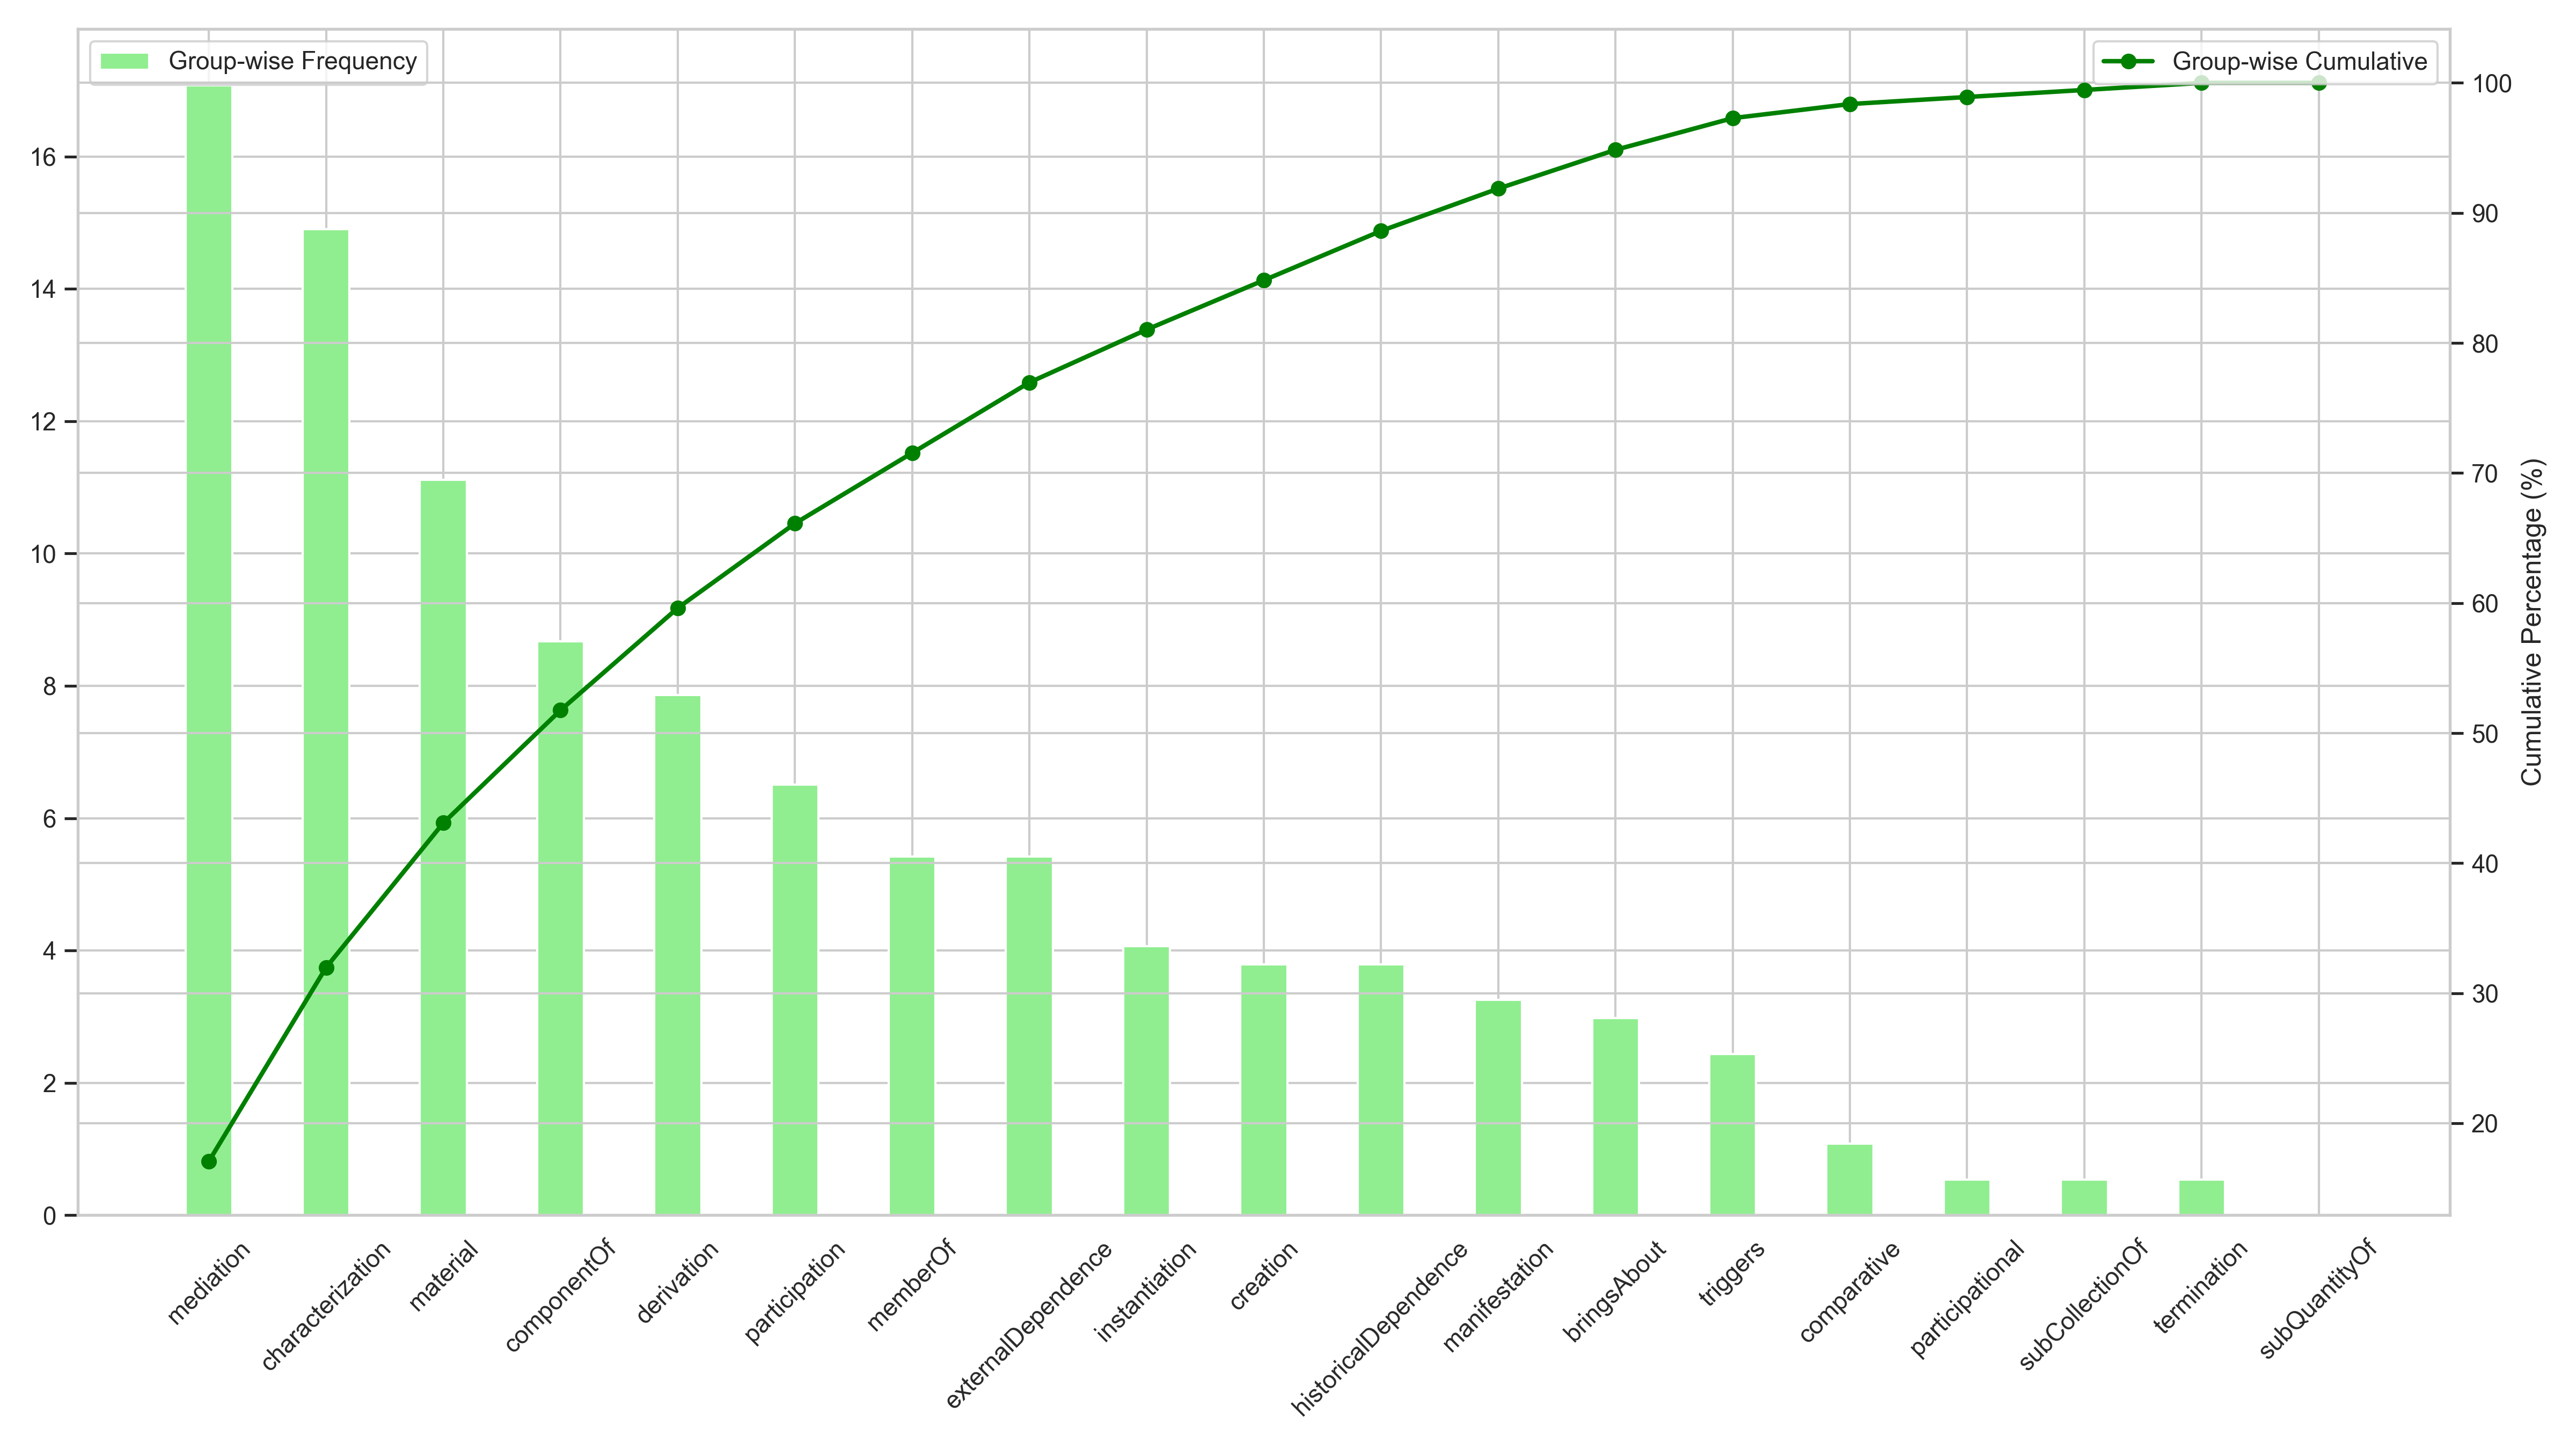 Group-wise Frequency
Group-wise Cumulative
16
14
12
10
8
6
4
2
0
100
90
80
70
60
50
40
30
20
Cumulative Percentage (%)
mediation
characterization
material
componentOf
derivation
participation
memberOf
externalDependence
instantiation
creation
historicalDependence
manifestation
bringsAbout
triggers
comparative
participational
subCollectionOf
termination
subQuantityOf